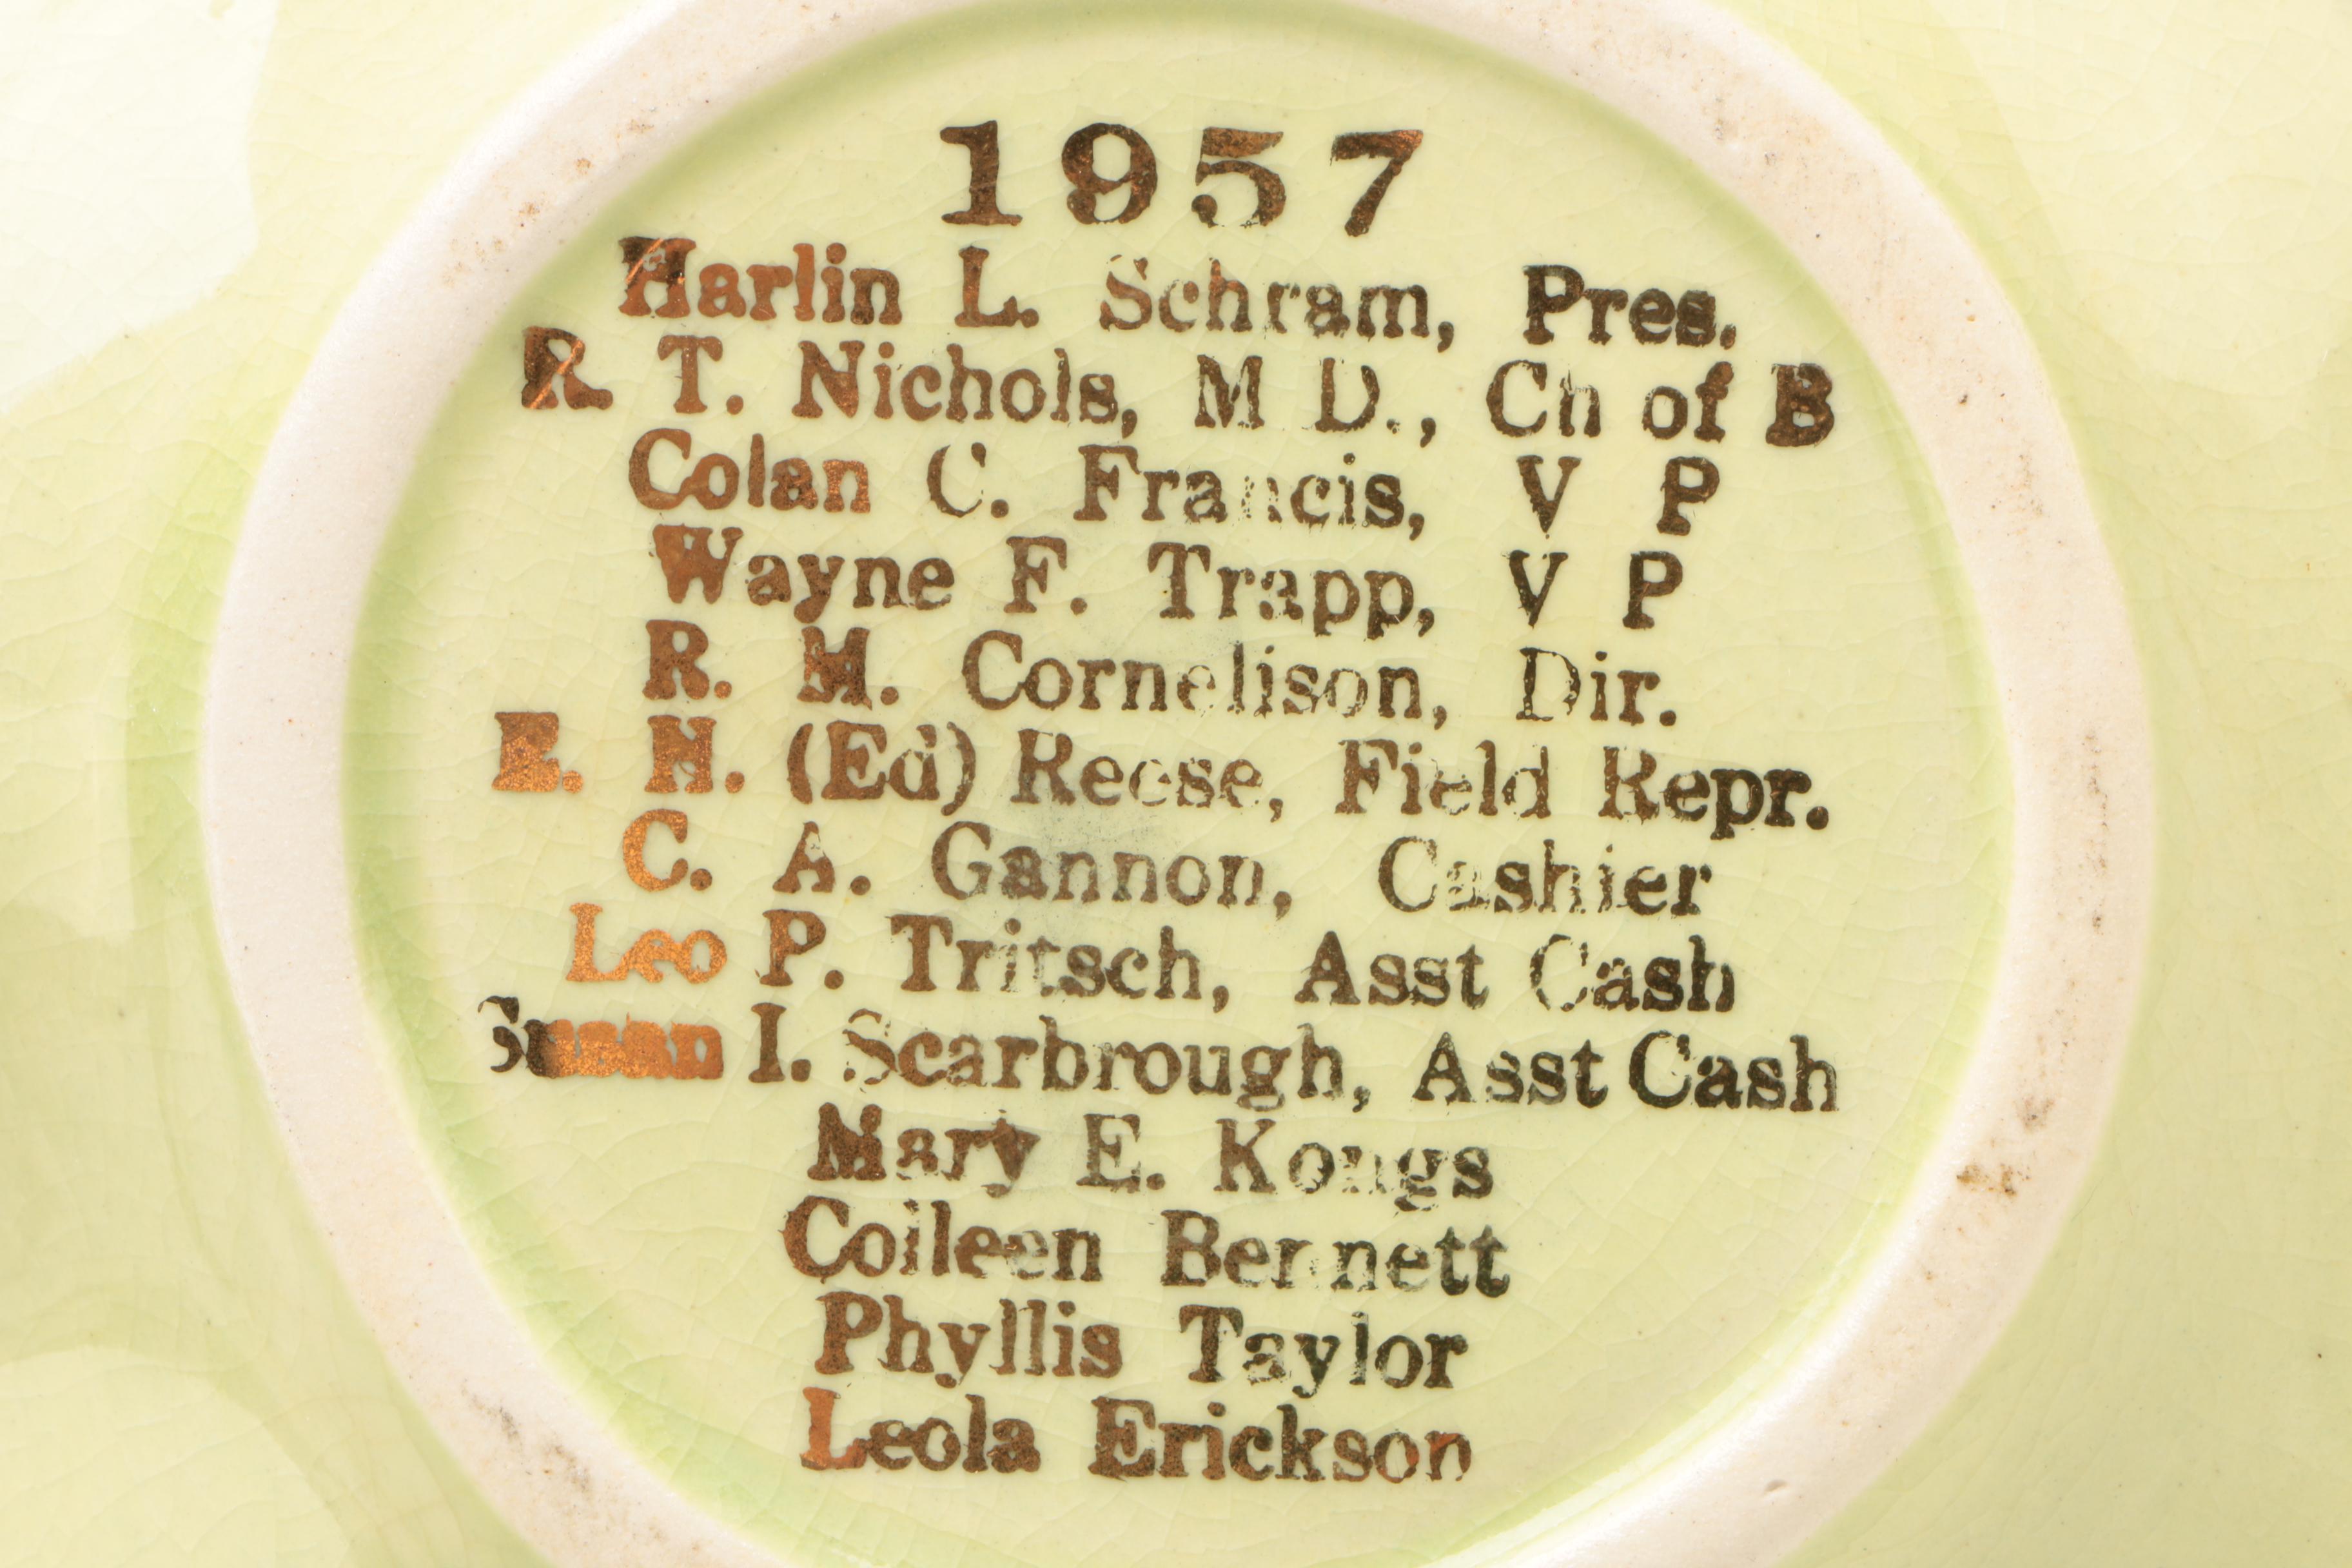 1957
Harlin L. Schram, Pres.
R. T. Nichols, M D., Ch of B
Colan C. Francis, V P
Wayne F. Trapp, V P
R. M. Cornelison, Dir.
E. H. (Ed) Reese, Field Repr.
C. A. Gannon, Cashier
Leo P. Tritsch, Asst Cash
Susan I. Scarbrough, Asst Cash
Mary E. Kongs
Colleen Bennett
Phyllis Taylor
Leola Erickson